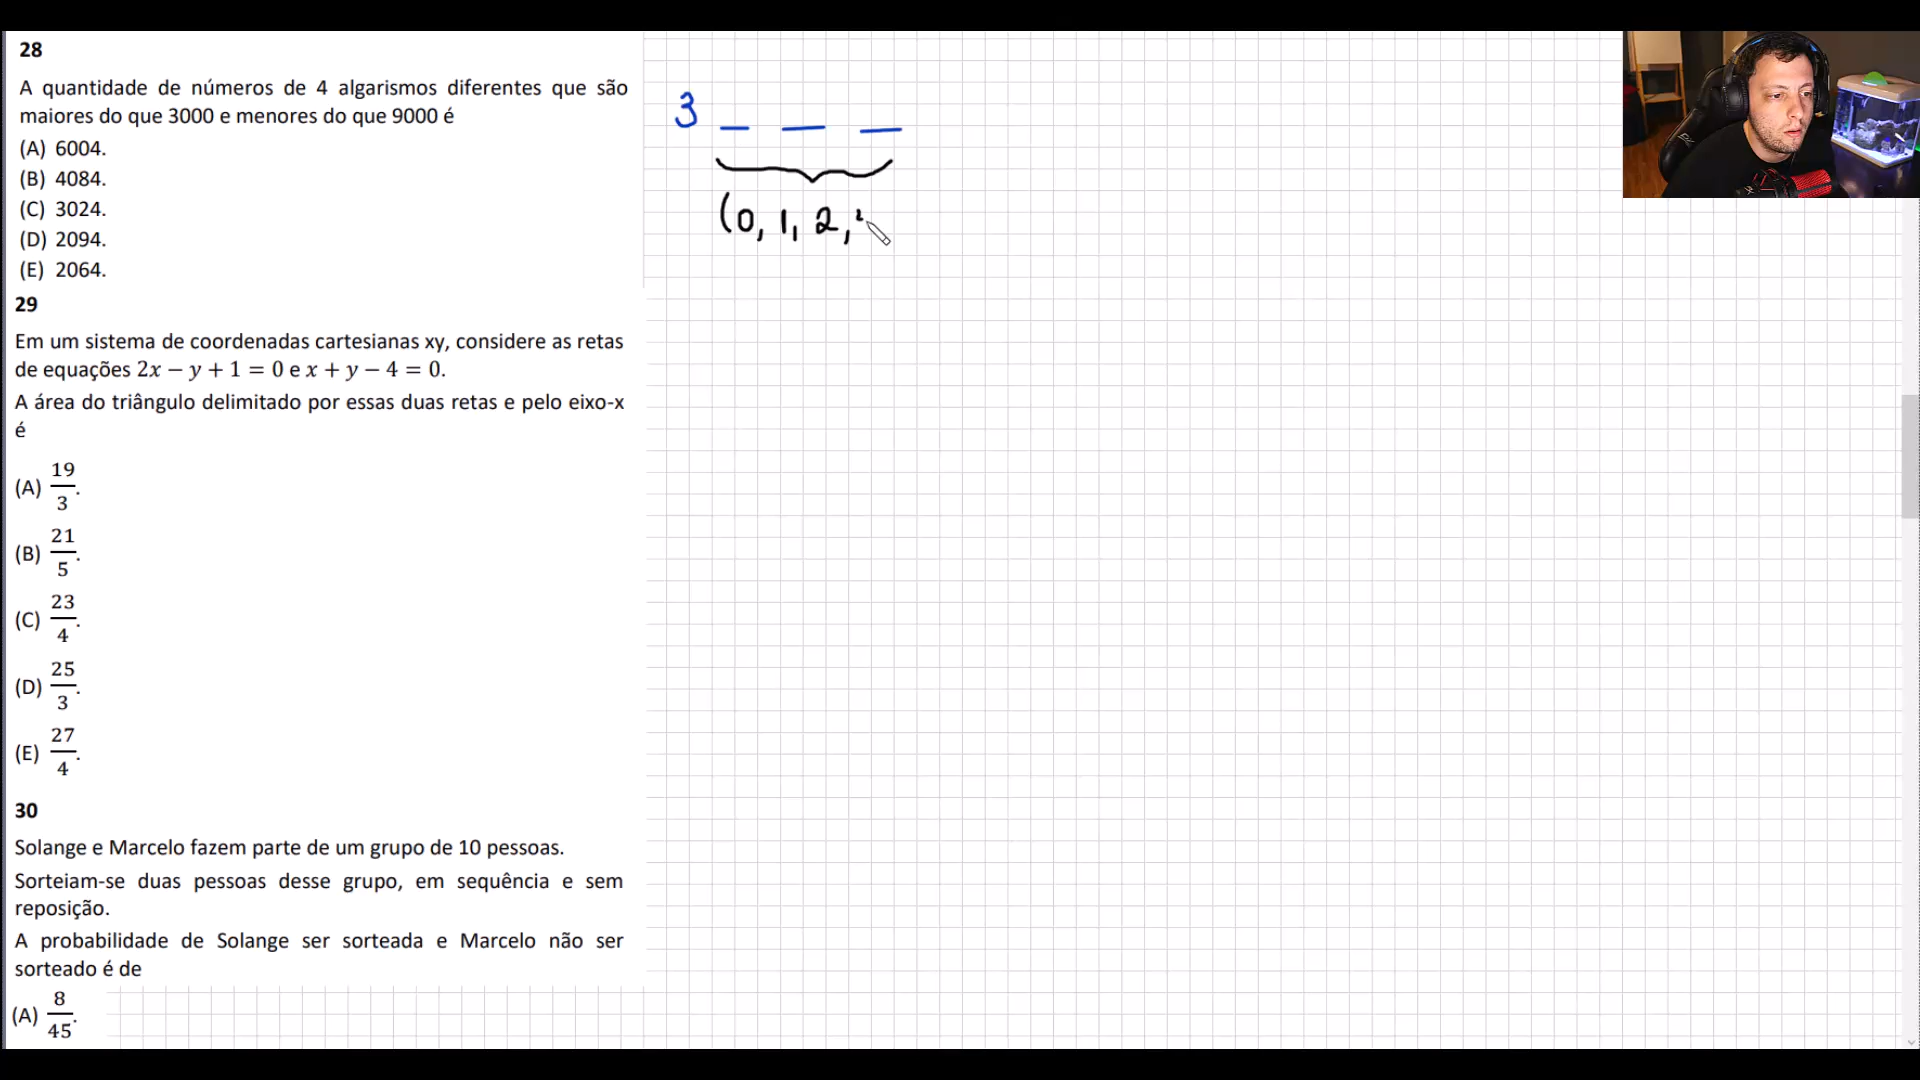 28
A quantidade de números de 4 algarismos diferentes que são
maiores do que 3000 e menores do que 9000 é
(A) 6004.
(B) 4084.
(C) 3024.
(D) 2094.
(E) 2064.
29
Em um sistema de coordenadas cartesianas xy, considere as retas
de equações 2x − y + 1 = 0 e x + y − 4 = 0.
A área do triângulo delimitado por essas duas retas e pelo eixo-x
é
(A) 19/3.
(B) 21/5.
(C) 23/4.
(D) 25/3.
(E) 27/4.
30
Solange e Marcelo fazem parte de um grupo de 10 pessoas.
Sorteiam-se duas pessoas desse grupo, em sequência e sem
reposição.
A probabilidade de Solange ser sorteada e Marcelo não ser
sorteado é de
(A) 8/45.
3 _ _ _
(0, 1, 2,